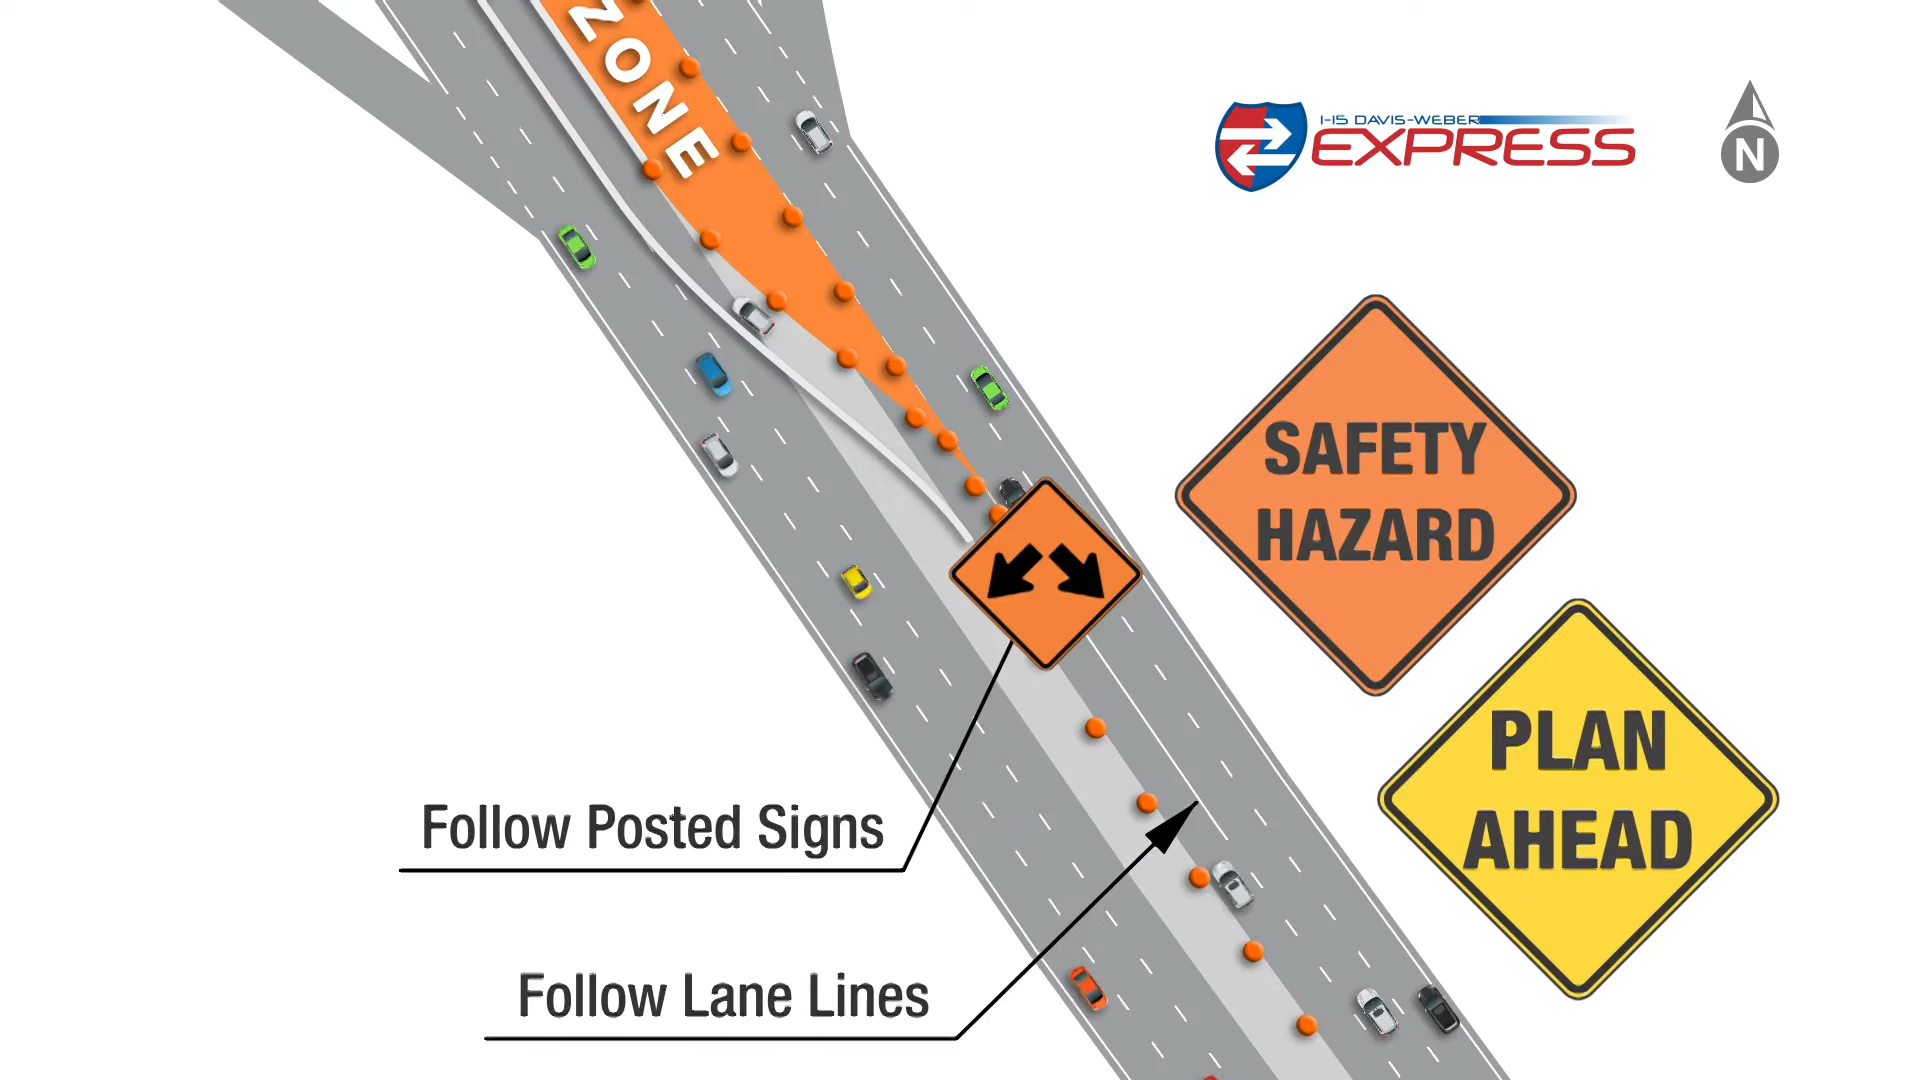 ZONE
I-15 DAVIS-WEBER
EXPRESS
N
SAFETY
HAZARD
PLAN
AHEAD
Follow Posted Signs
Follow Lane Lines